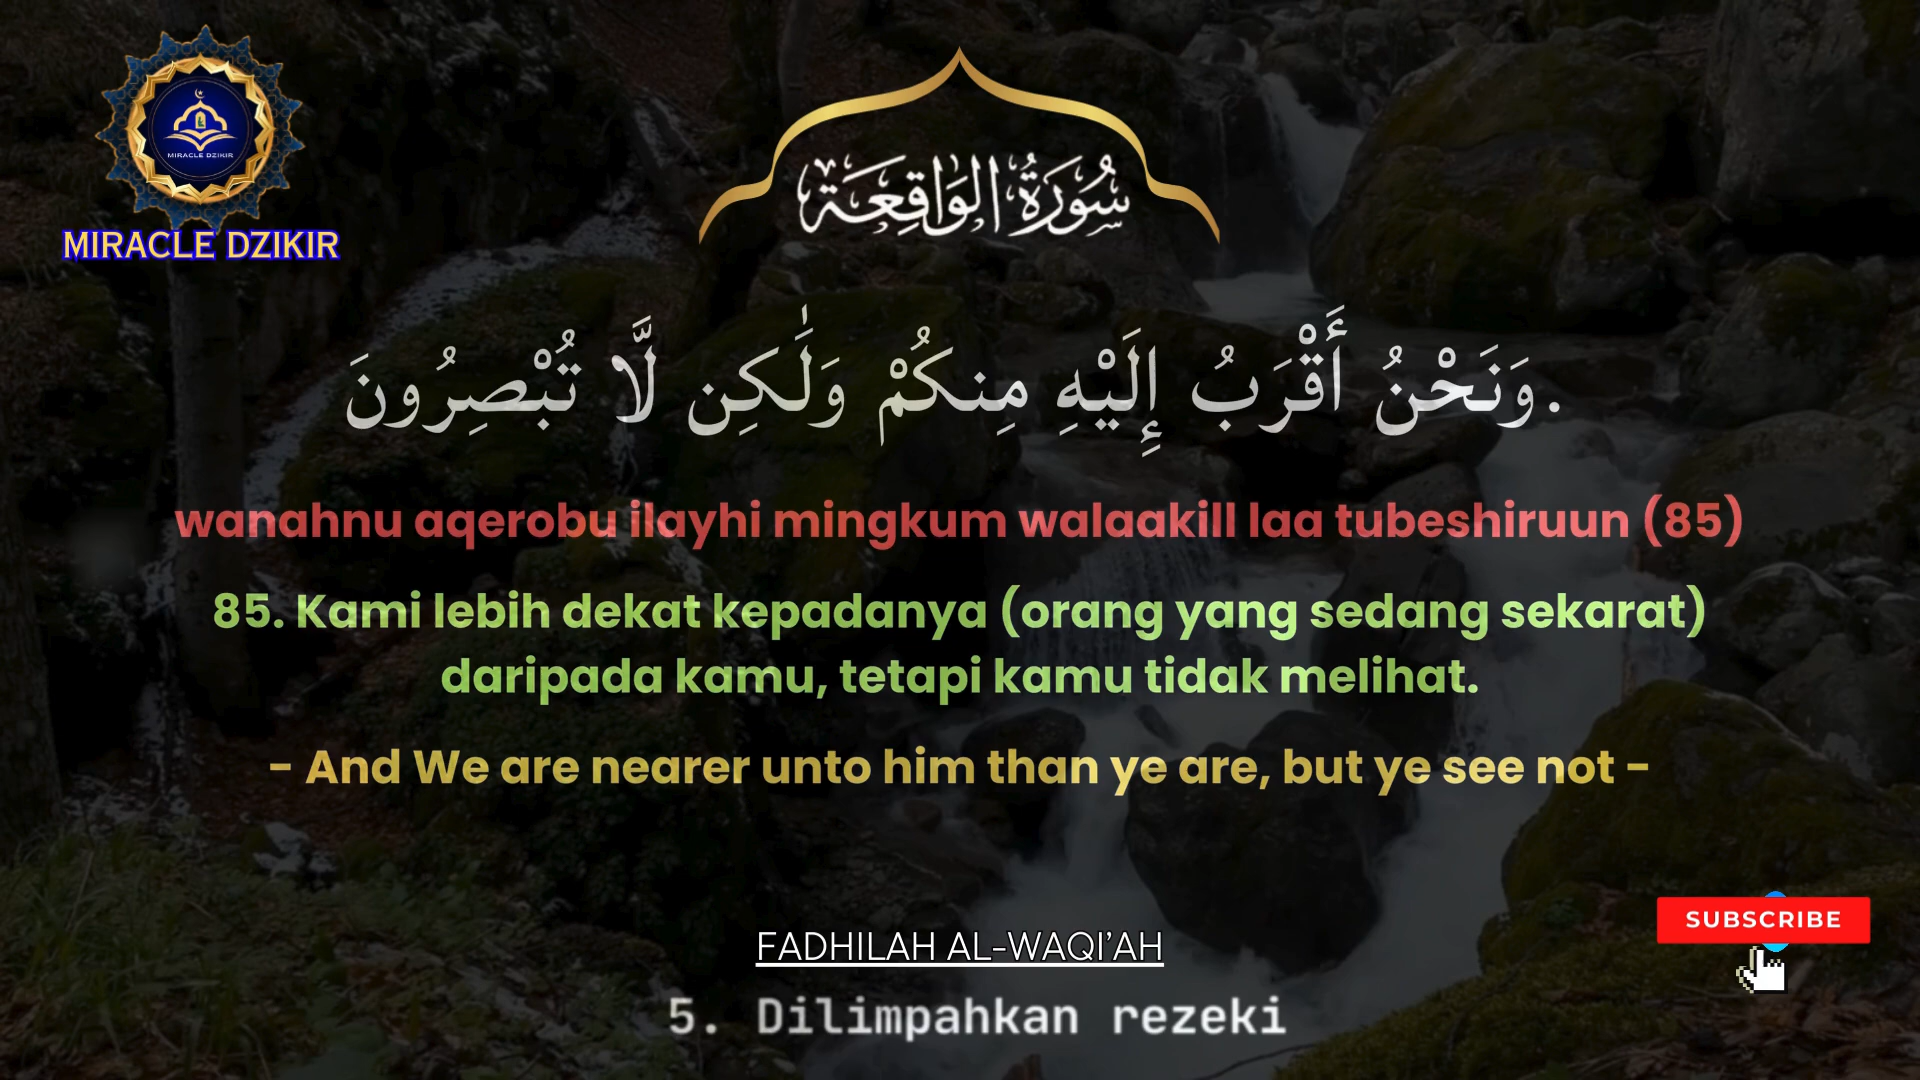 MIRACLE DZIKIR
MIRACLE DZIKIR
سُورَةُ الوَاقِعَة
وَنَحْنُ أَقْرَبُ إِلَيْهِ مِنكُمْ وَلَٰكِن لَّا تُبْصِرُونَ.
wanahnu aqerobu ilayhi mingkum walaakill laa tubeshiruun (85)
85. Kami lebih dekat kepadanya (orang yang sedang sekarat)
daripada kamu, tetapi kamu tidak melihat.
- And We are nearer unto him than ye are, but ye see not -
SUBSCRIBE
FADHILAH AL-WAQI’AH
5. Dilimpahkan rezeki